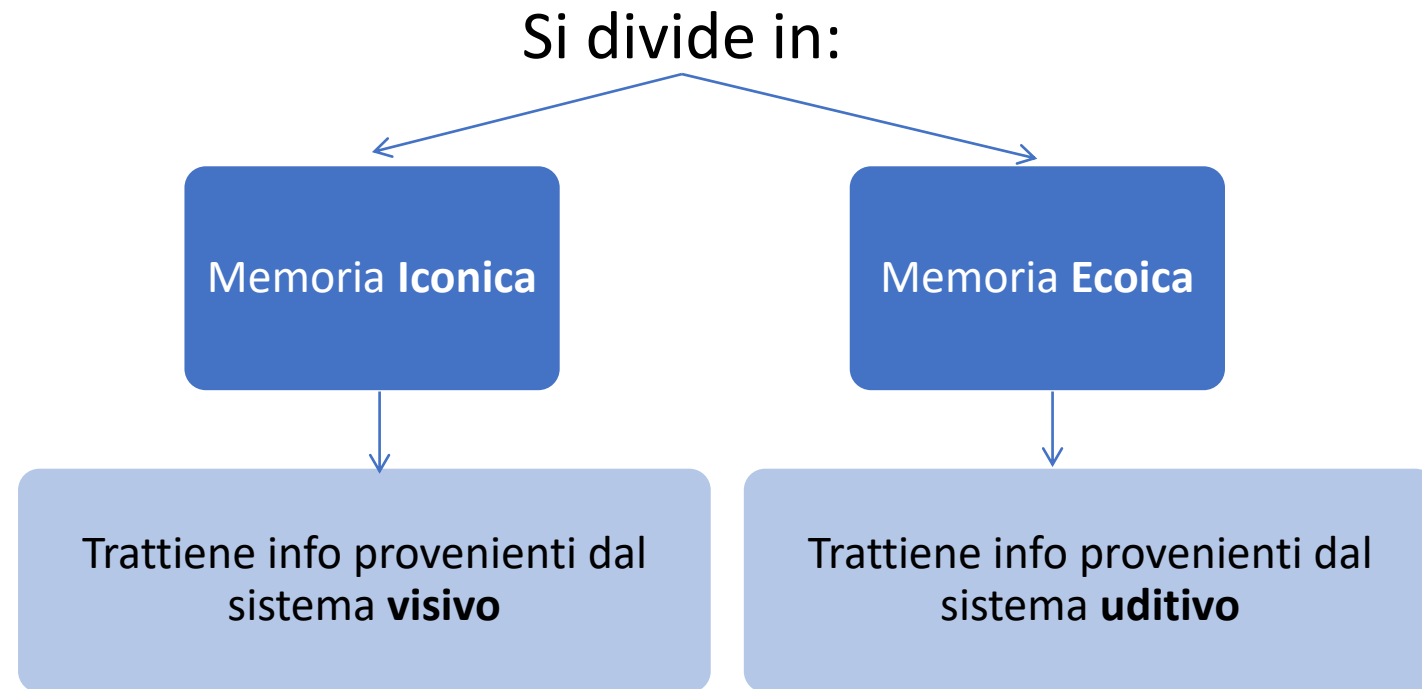 Si divide in:
Memoria Iconica
Memoria Ecoica
Trattiene info provenienti dal
sistema visivo
Trattiene info provenienti dal
sistema uditivo